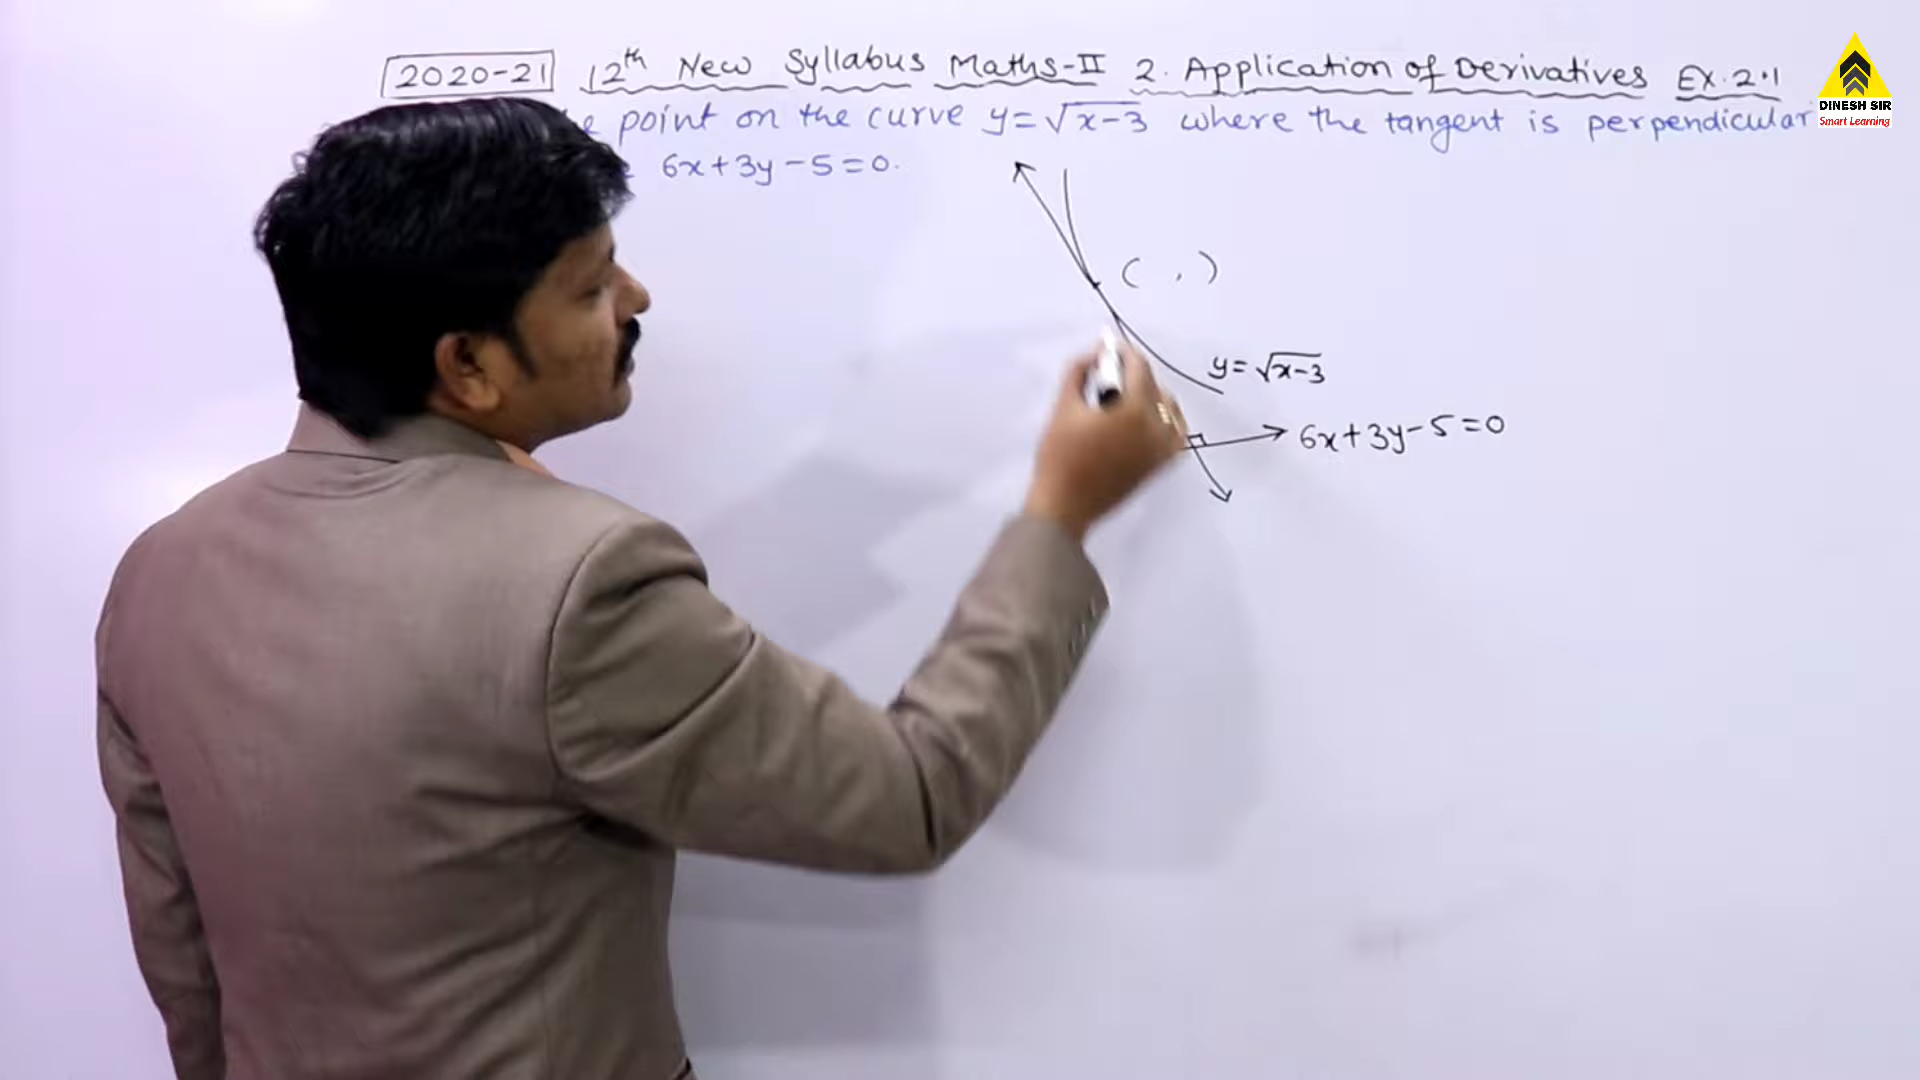 2020-21 12th New Syllabus Maths-II 2. Application of Derivatives Ex. 2.1
point on the curve y=√x-3 where the tangent is perpendicular
6x+3y-5=0.
( , )
y=√x-3
6x+3y-5=0
DINESH SIR
Smart Learning